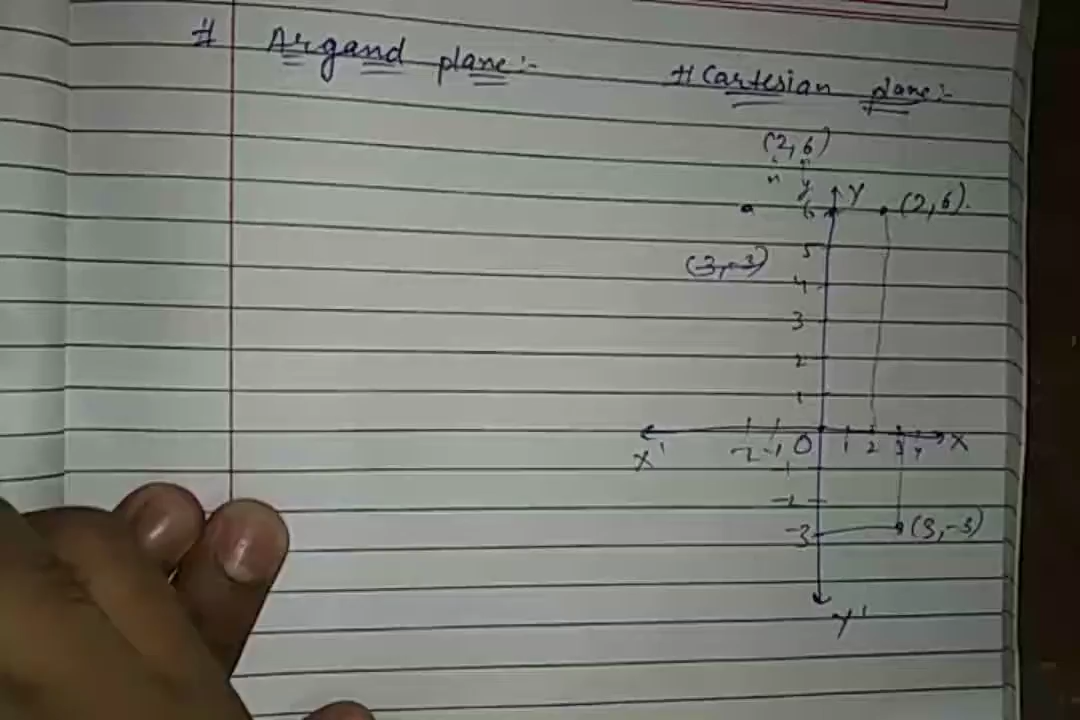 # Argand plane:-
# Cartesian plane:-
(2,6)
x y
Y
6 (2,6).
5
(3,-3)
4
3
2
1
X' -2 -1 0 1 2 3 4 X
-1
-2
-3 (3,-3)
Y'